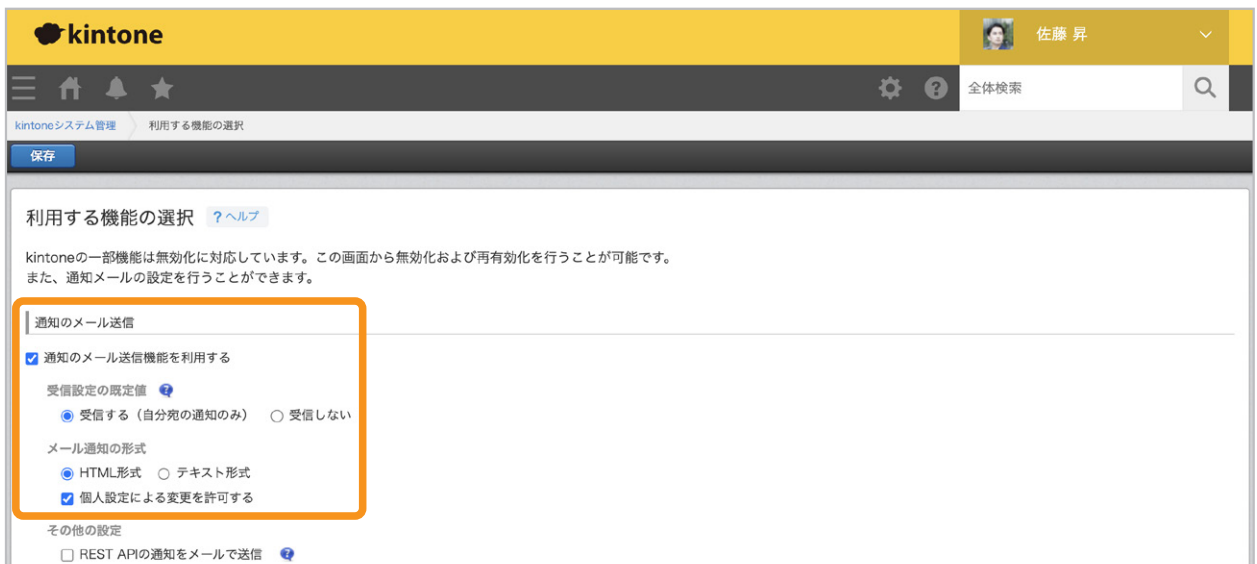 kintone
佐藤 昇
全体検索
kintoneシステム管理 利用する機能の選択
保存
利用する機能の選択 ?ヘルプ
kintoneの一部機能は無効化に対応しています。この画面から無効化および再有効化を行うことが可能です。
また、通知メールの設定を行うことができます。
通知のメール送信
通知のメール送信機能を利用する
受信設定の既定値 ?
受信する（自分宛の通知のみ） 受信しない
メール通知の形式
HTML形式 テキスト形式
個人設定による変更を許可する
その他の設定
REST APIの通知をメールで送信 ?